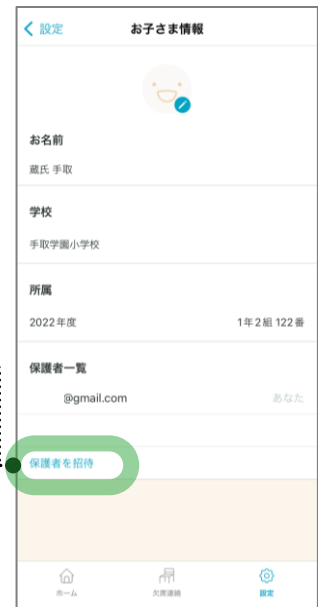 設定 お子さま情報
お名前
蔵氏 手取
学校
手取学園小学校
所属
2022年度 1年2組 122番
保護者一覧
@gmail.com あなた
保護者を招待
ホーム 欠席連絡 設定